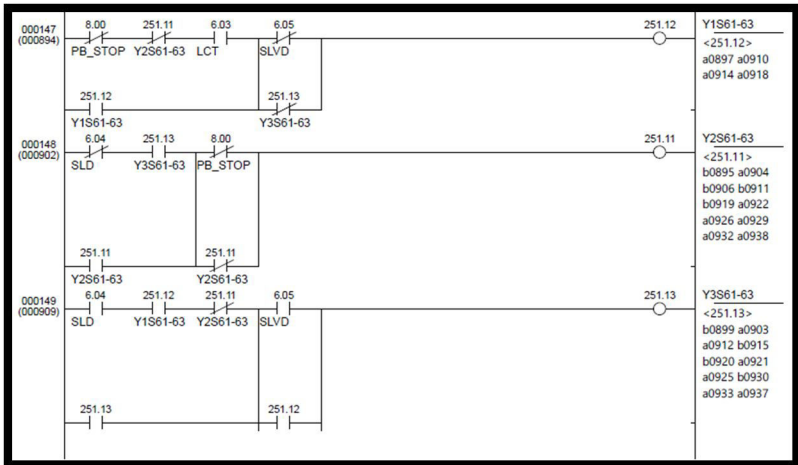 000147
(000894)
8.00 251.11 6.03 6.05 251.12
PB_STOP Y2S61-63 LCT SLVD
251.12 251.13
Y1S61-63 Y3S61-63
Y1S61-63
<251.12>
a0897 a0910
a0914 a0918
000148
(000902)
6.04 251.13 8.00 251.11
SLD Y3S61-63 PB_STOP
251.11 251.11
Y2S61-63 Y2S61-63
Y2S61-63
<251.11>
b0895 a0904
b0906 b0911
b0919 a0922
a0926 a0929
a0932 a0938
000149
(000909)
6.04 251.12 251.11 6.05 251.13
SLD Y1S61-63 Y2S61-63 SLVD
251.13 251.12
Y3S61-63
<251.13>
b0899 a0903
a0912 b0915
b0920 a0921
a0925 b0930
a0933 a0937